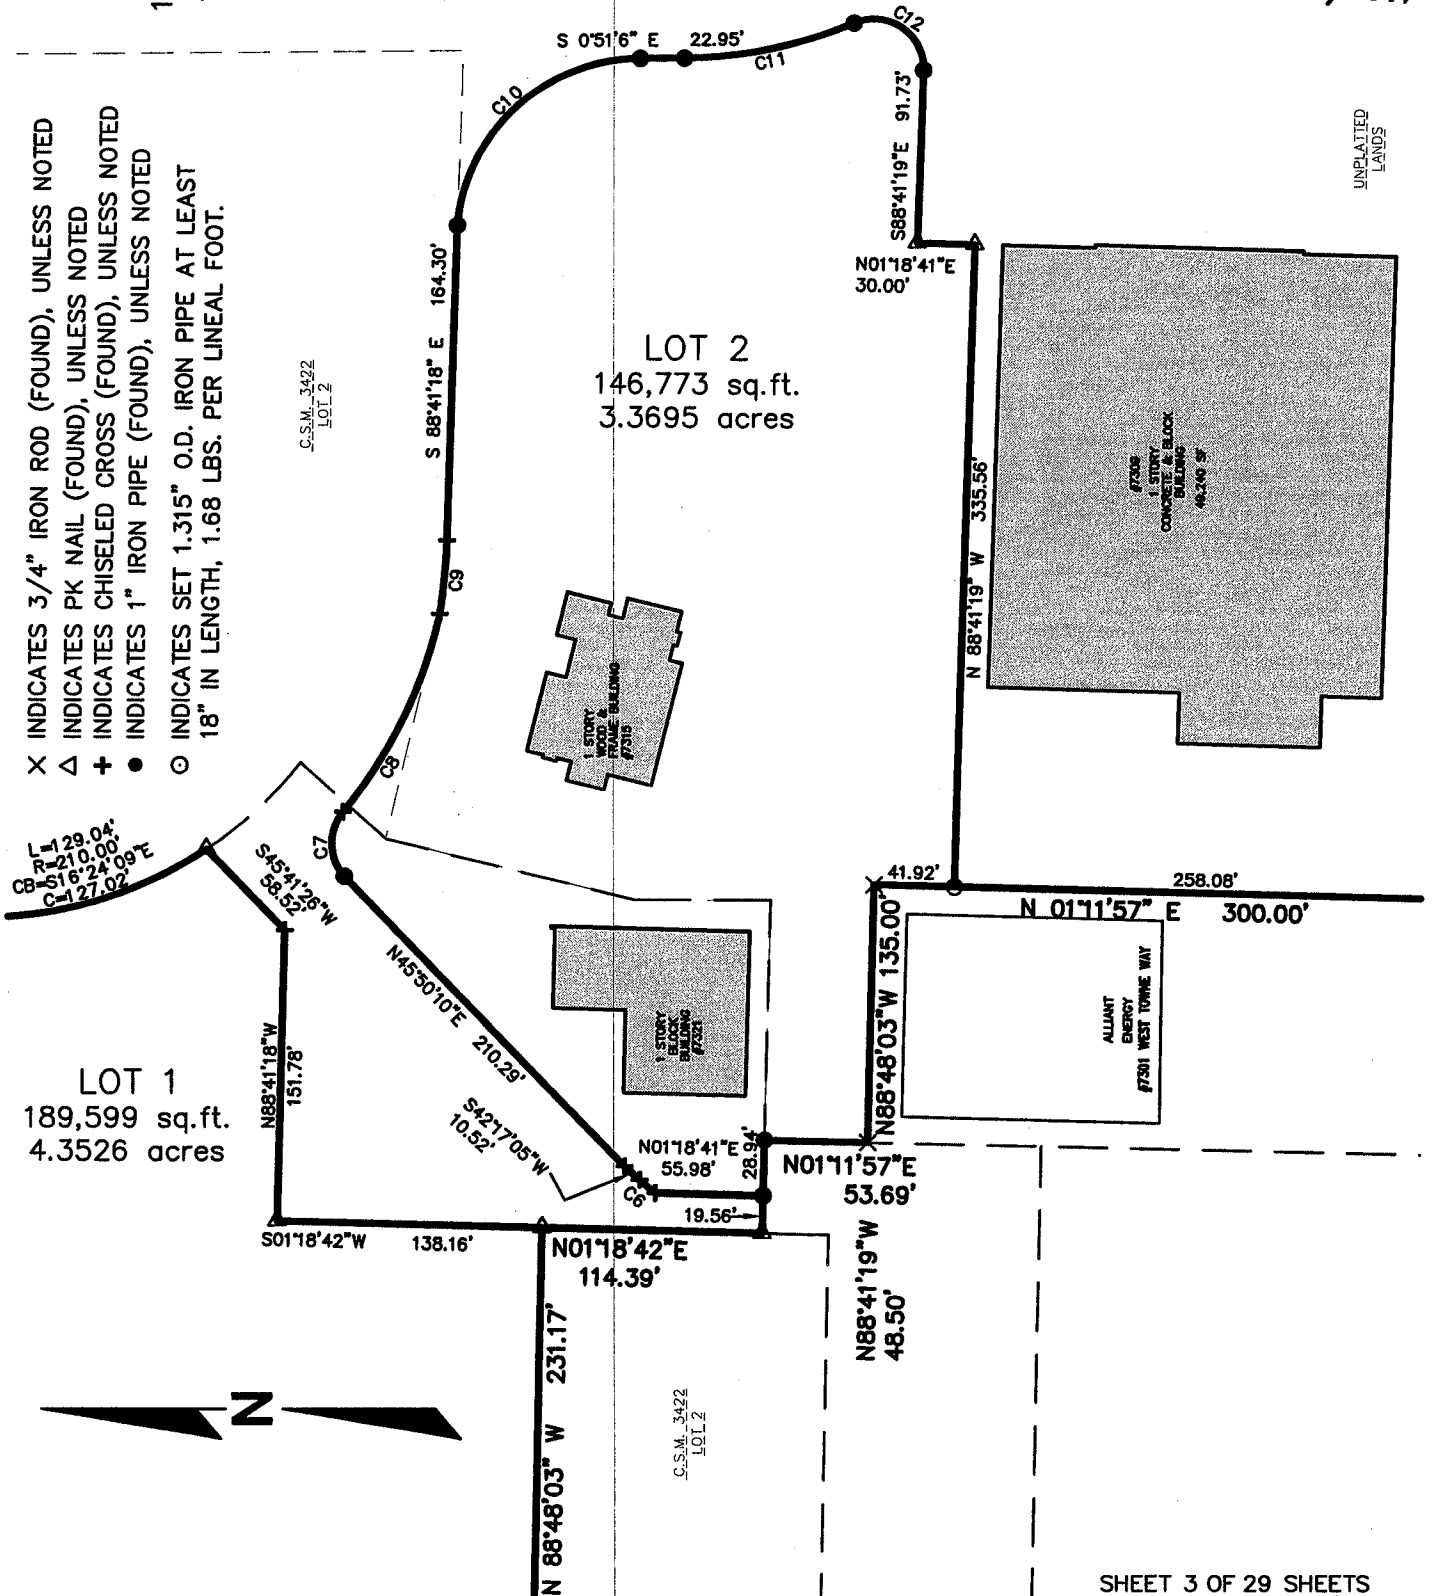 X INDICATES 3/4" IRON ROD (FOUND), UNLESS NOTED
△ INDICATES PK NAIL (FOUND), UNLESS NOTED
+ INDICATES CHISELED CROSS (FOUND), UNLESS NOTED
● INDICATES 1" IRON PIPE (FOUND), UNLESS NOTED
⊙ INDICATES SET 1.315" O.D. IRON PIPE AT LEAST
18" IN LENGTH, 1.68 LBS. PER LINEAL FOOT.
S 0°51'6" E 22.95'
C10
C11
C12
S88°41'19"E 91.73'
UNPLATTED
LANDS
N01°18'41"E
30.00'
S 88°41'18" E 164.30'
C.S.M. 3422
LOT 2
LOT 2
146,773 sq.ft.
3.3695 acres
C9
C8
C7
N 88°41'19" W 335.56'
#7309
1 STORY
CONCRETE & BLOCK
BUILDING
49,240 SF
1 STORY
WOOD &
FRAME BUILDING
#7315
L=129.04'
R=210.00'
CB=S16°24'09"E
C=127.02'
S45°41'26"W
58.52'
41.92'
258.08'
N 01°11'57" E 300.00'
N88°48'03"W 135.00'
N45°50'10"E 210.29'
1 STORY
BLOCK
BUILDING
#7321
ALLIANT
ENERGY
#7301 WEST TOWNE WAY
LOT 1
189,599 sq.ft.
4.3526 acres
N88°41'18"W
151.78'
S42°17'05"W
10.52'
C6
N01°18'41"E
55.98'
28.94'
N01°11'57"E
53.69'
19.56'
S01°18'42"W 138.16'
N01°18'42"E
114.39'
N88°41'19"W
48.50'
N 88°48'03" W 231.17'
C.S.M. 3422
LOT 2
N
SHEET 3 OF 29 SHEETS